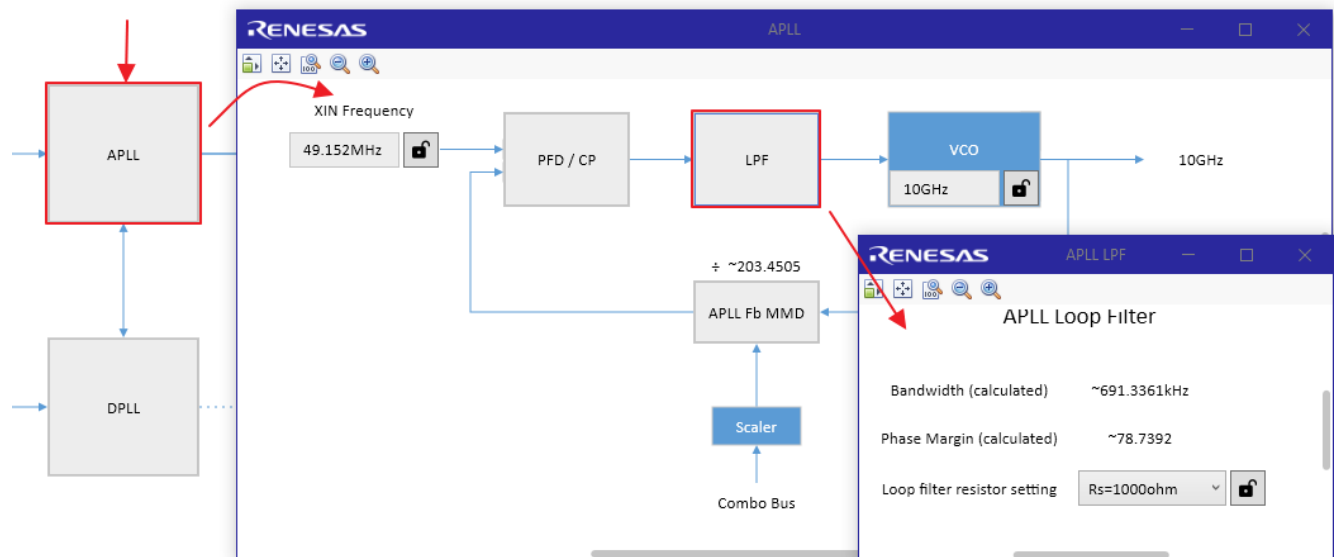 RENESAS
APLL
XIN Frequency
49.152MHz
APLL
PFD / CP
LPF
VCO
10GHz
10GHz
÷ ~203.4505
APLL Fb MMD
Scaler
Combo Bus
DPLL
RENESAS
APLL LPF
APLL Loop Filter
Bandwidth (calculated) ~691.3361kHz
Phase Margin (calculated) ~78.7392
Loop filter resistor setting Rs=1000ohm